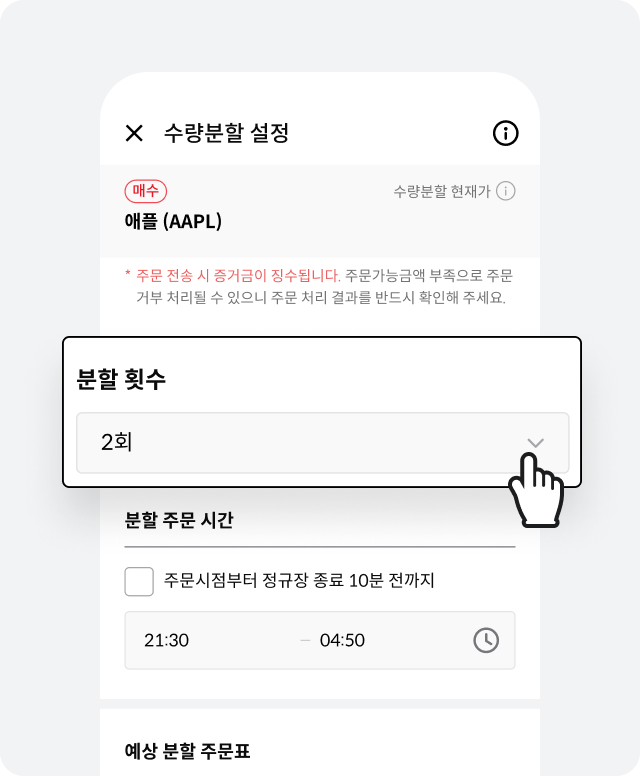 수량분할 설정
매수
수량분할 현재가
애플 (AAPL)
* 주문 전송 시 증거금이 징수됩니다. 주문가능금액 부족으로 주문
거부 처리될 수 있으니 주문 처리 결과를 반드시 확인해 주세요.
분할 횟수
2회
분할 주문 시간
주문시점부터 정규장 종료 10분 전까지
21:30 – 04:50
예상 분할 주문표